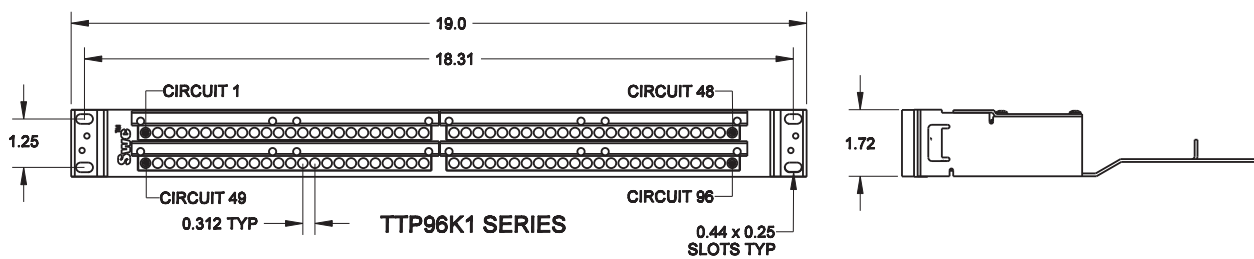 19.0
18.31
CIRCUIT 1
CIRCUIT 48
1.25
1.72
Swc™
CIRCUIT 49
CIRCUIT 96
0.312 TYP
TTP96K1 SERIES
0.44 x 0.25
SLOTS TYP